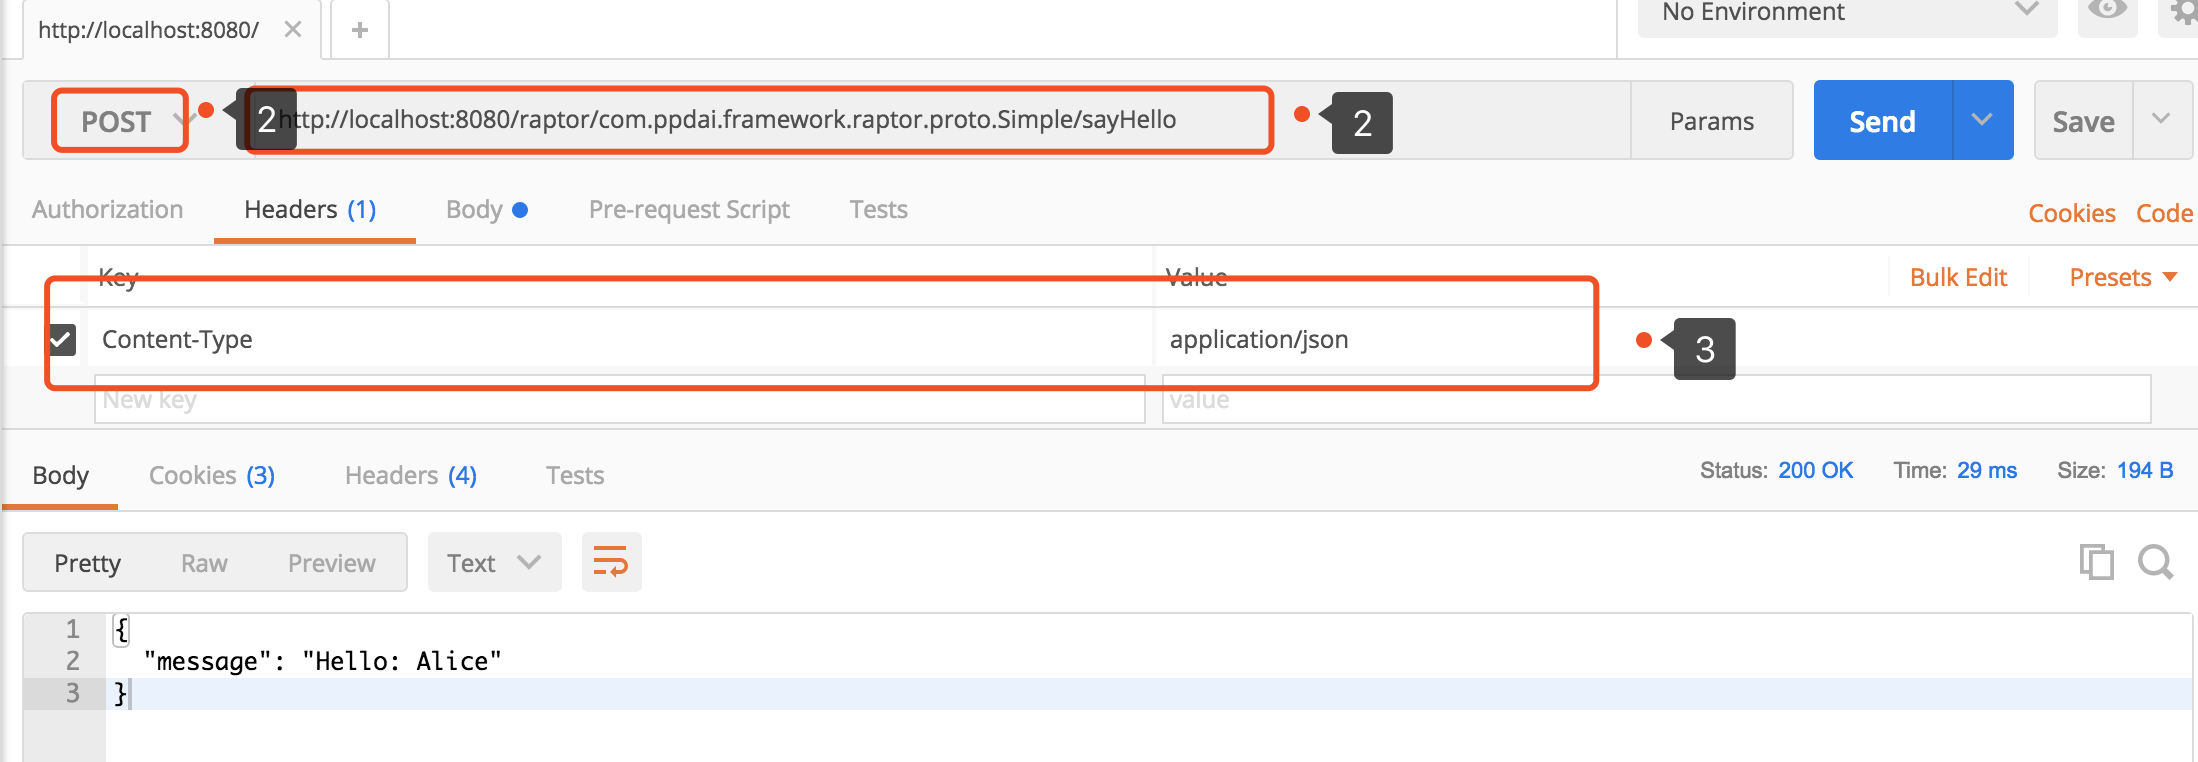 http://localhost:8080/
No Environment
POST 2 http://localhost:8080/raptor/com.ppdai.framework.raptor.proto.Simple/sayHello 2 Params Send Save
Authorization Headers (1) Body Pre-request Script Tests Cookies Code
Key Value Bulk Edit Presets
Content-Type application/json 3
New key value
Body Cookies (3) Headers (4) Tests Status: 200 OK Time: 29 ms Size: 194 B
Pretty Raw Preview Text
1 {
2 "message": "Hello: Alice"
3 }